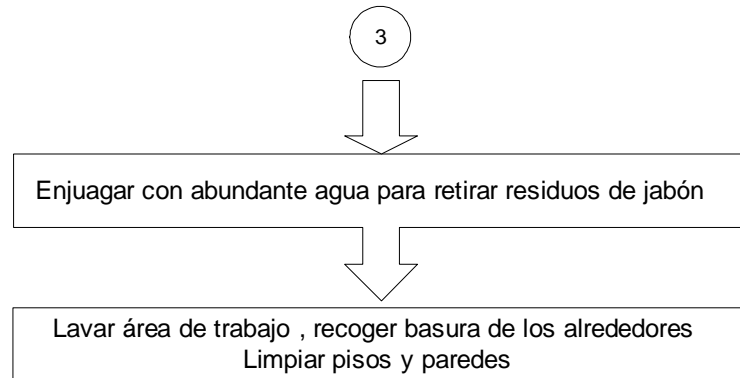 3
Enjuagar con abundante agua para retirar residuos de jabón
Lavar área de trabajo , recoger basura de los alrededores
Limpiar pisos y paredes